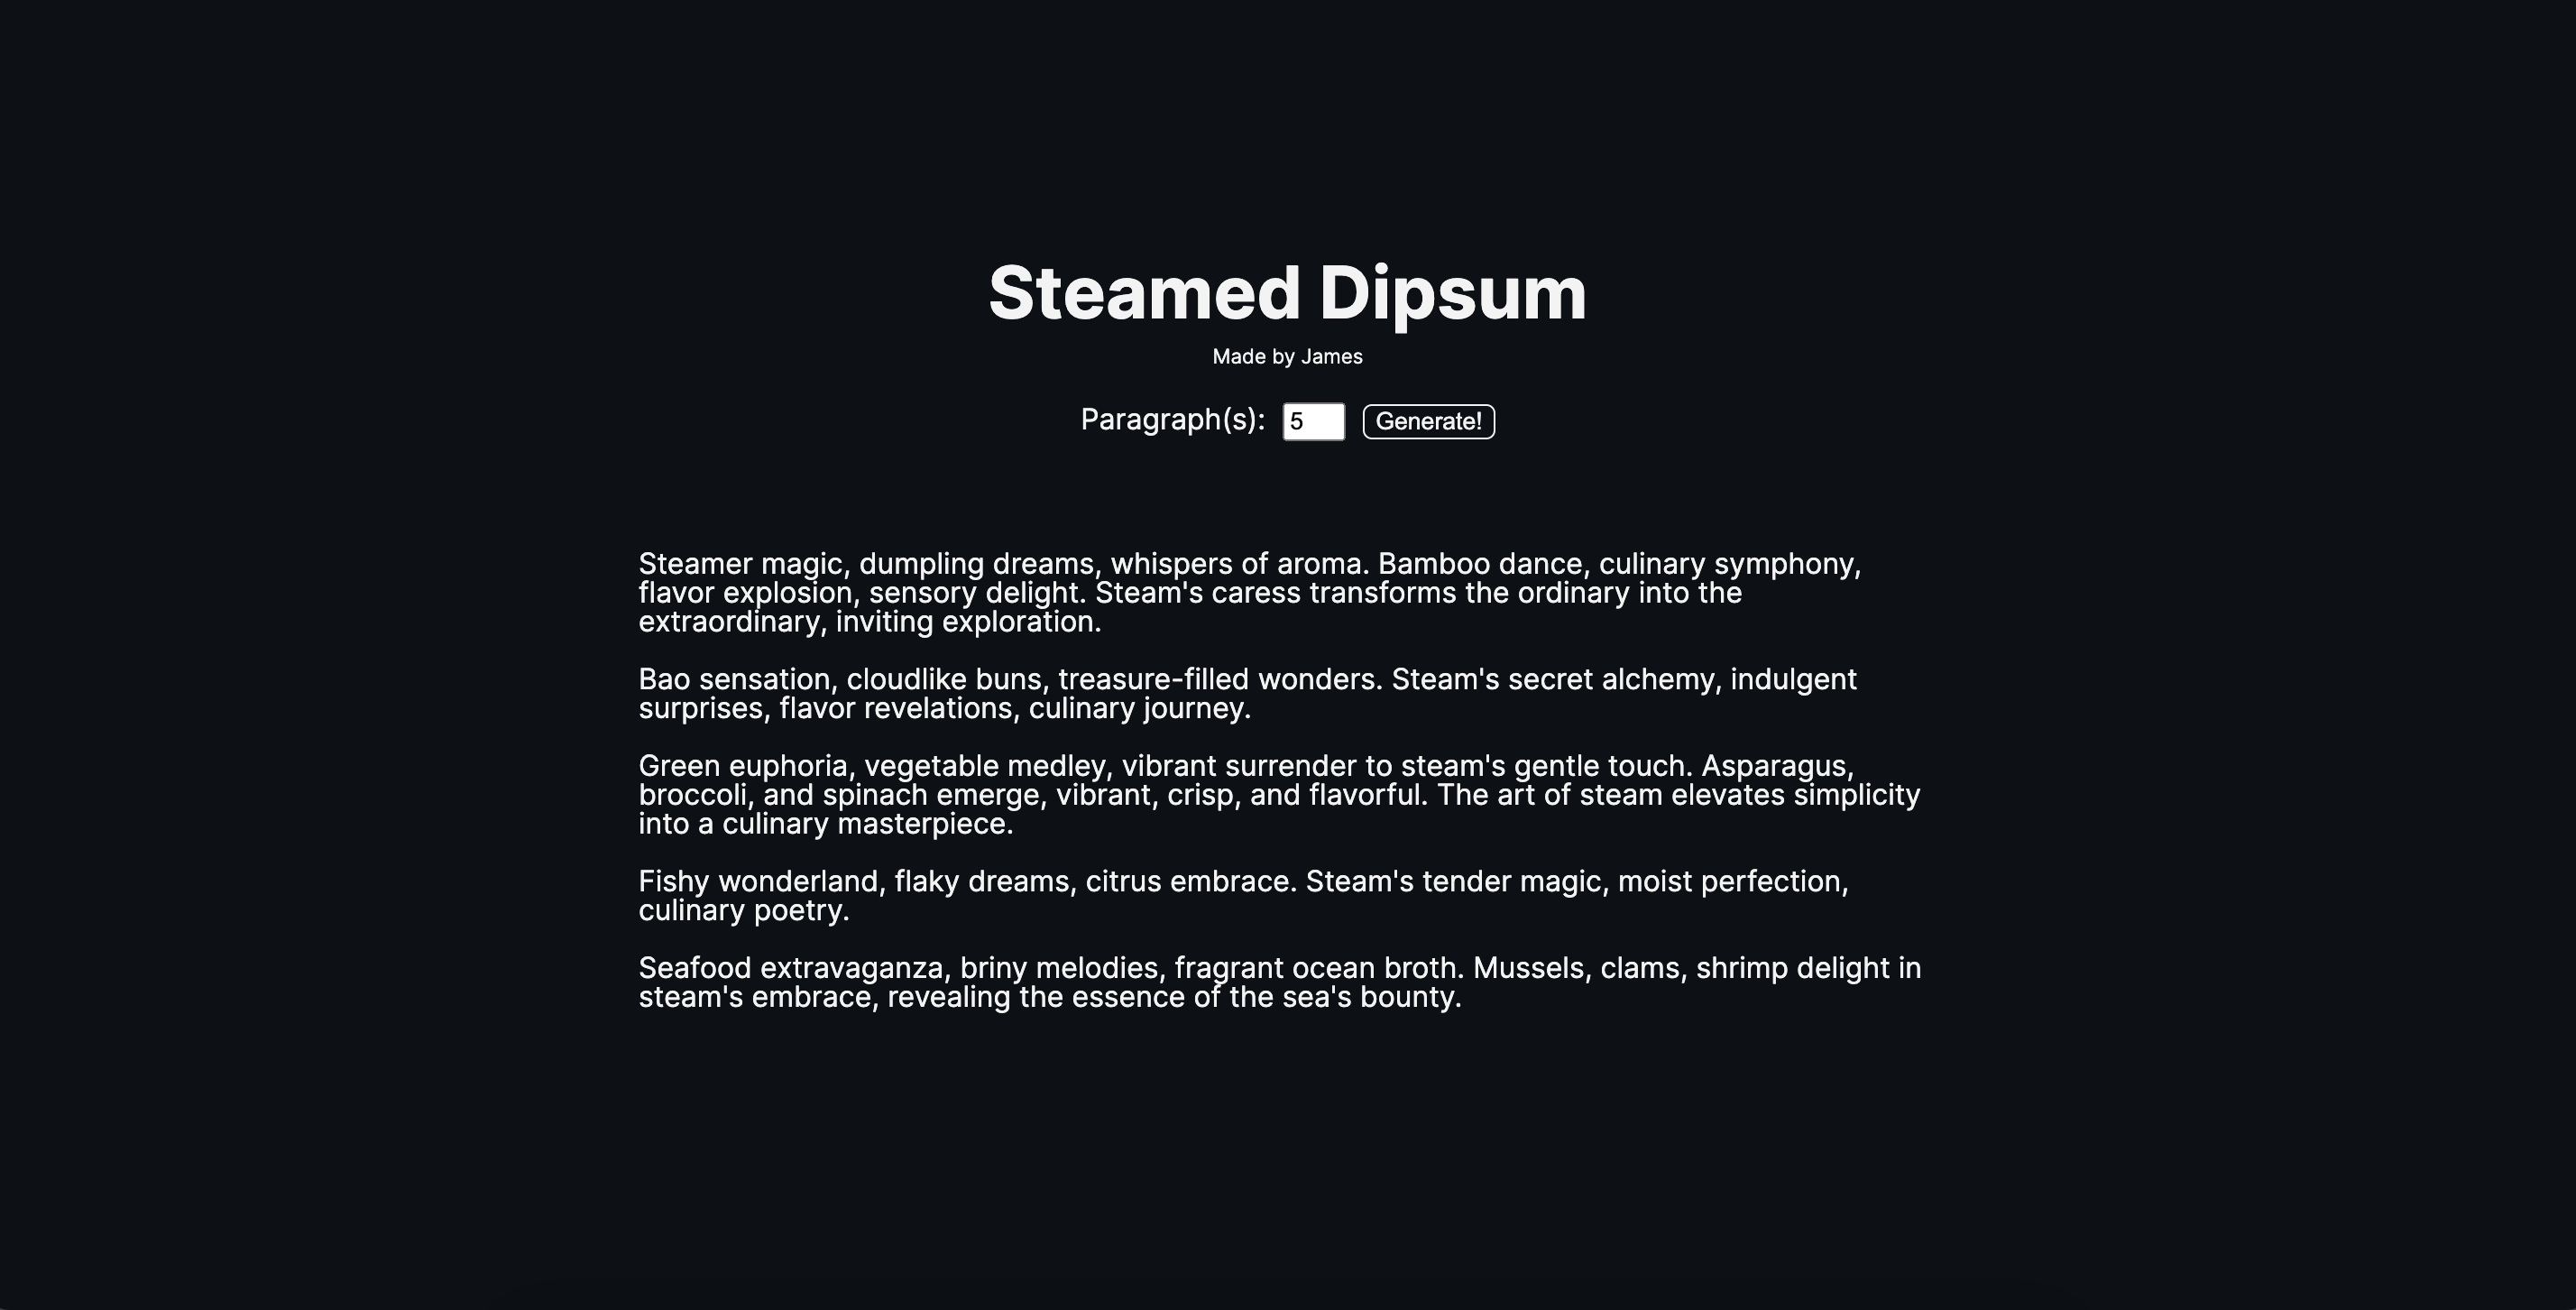 Steamed Dipsum
Made by James
Paragraph(s): 5 Generate!
Steamer magic, dumpling dreams, whispers of aroma. Bamboo dance, culinary symphony,
flavor explosion, sensory delight. Steam's caress transforms the ordinary into the
extraordinary, inviting exploration.
Bao sensation, cloudlike buns, treasure-filled wonders. Steam's secret alchemy, indulgent
surprises, flavor revelations, culinary journey.
Green euphoria, vegetable medley, vibrant surrender to steam's gentle touch. Asparagus,
broccoli, and spinach emerge, vibrant, crisp, and flavorful. The art of steam elevates simplicity
into a culinary masterpiece.
Fishy wonderland, flaky dreams, citrus embrace. Steam's tender magic, moist perfection,
culinary poetry.
Seafood extravaganza, briny melodies, fragrant ocean broth. Mussels, clams, shrimp delight in
steam's embrace, revealing the essence of the sea's bounty.